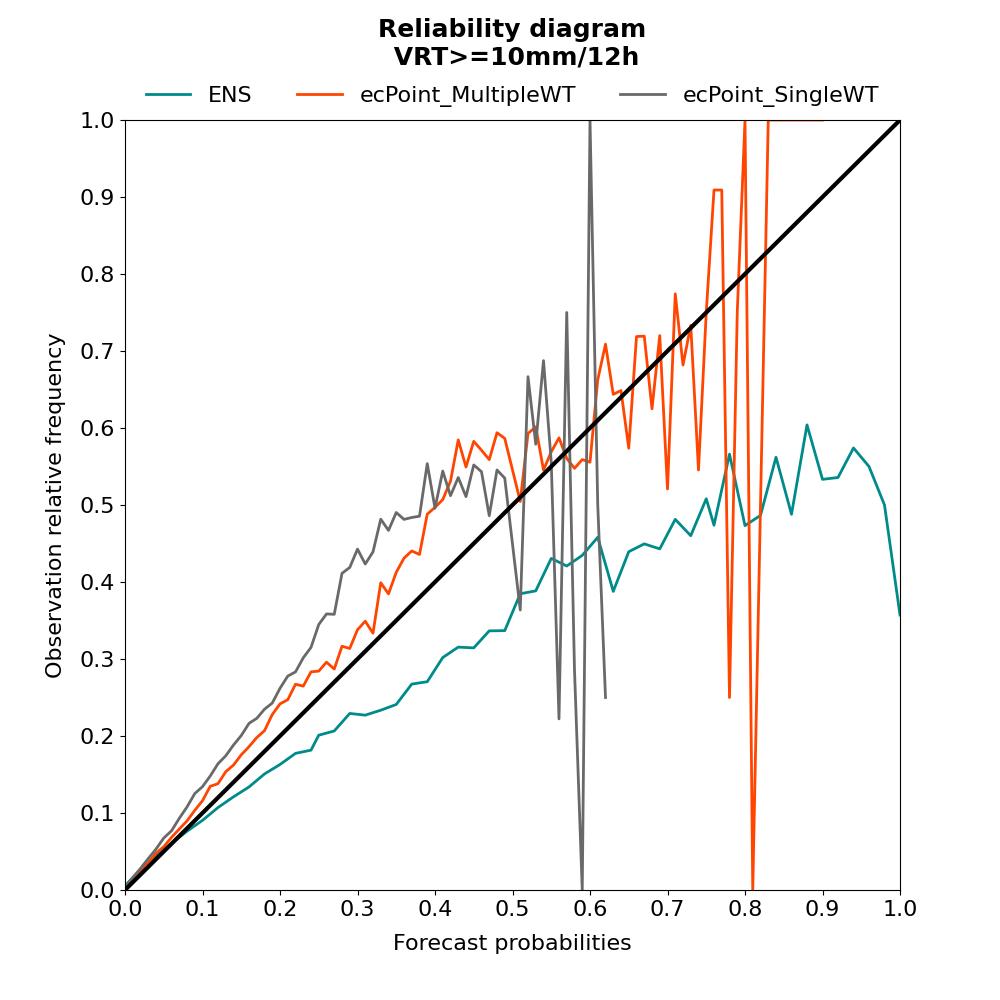 Reliability diagram
VRT>=10mm/12h
ENS ecPoint_MultipleWT ecPoint_SingleWT
1.0
0.9
0.8
0.7
0.6
0.5
0.4
0.3
0.2
0.1
0.0
Observation relative frequency
0.0 0.1 0.2 0.3 0.4 0.5 0.6 0.7 0.8 0.9 1.0
Forecast probabilities